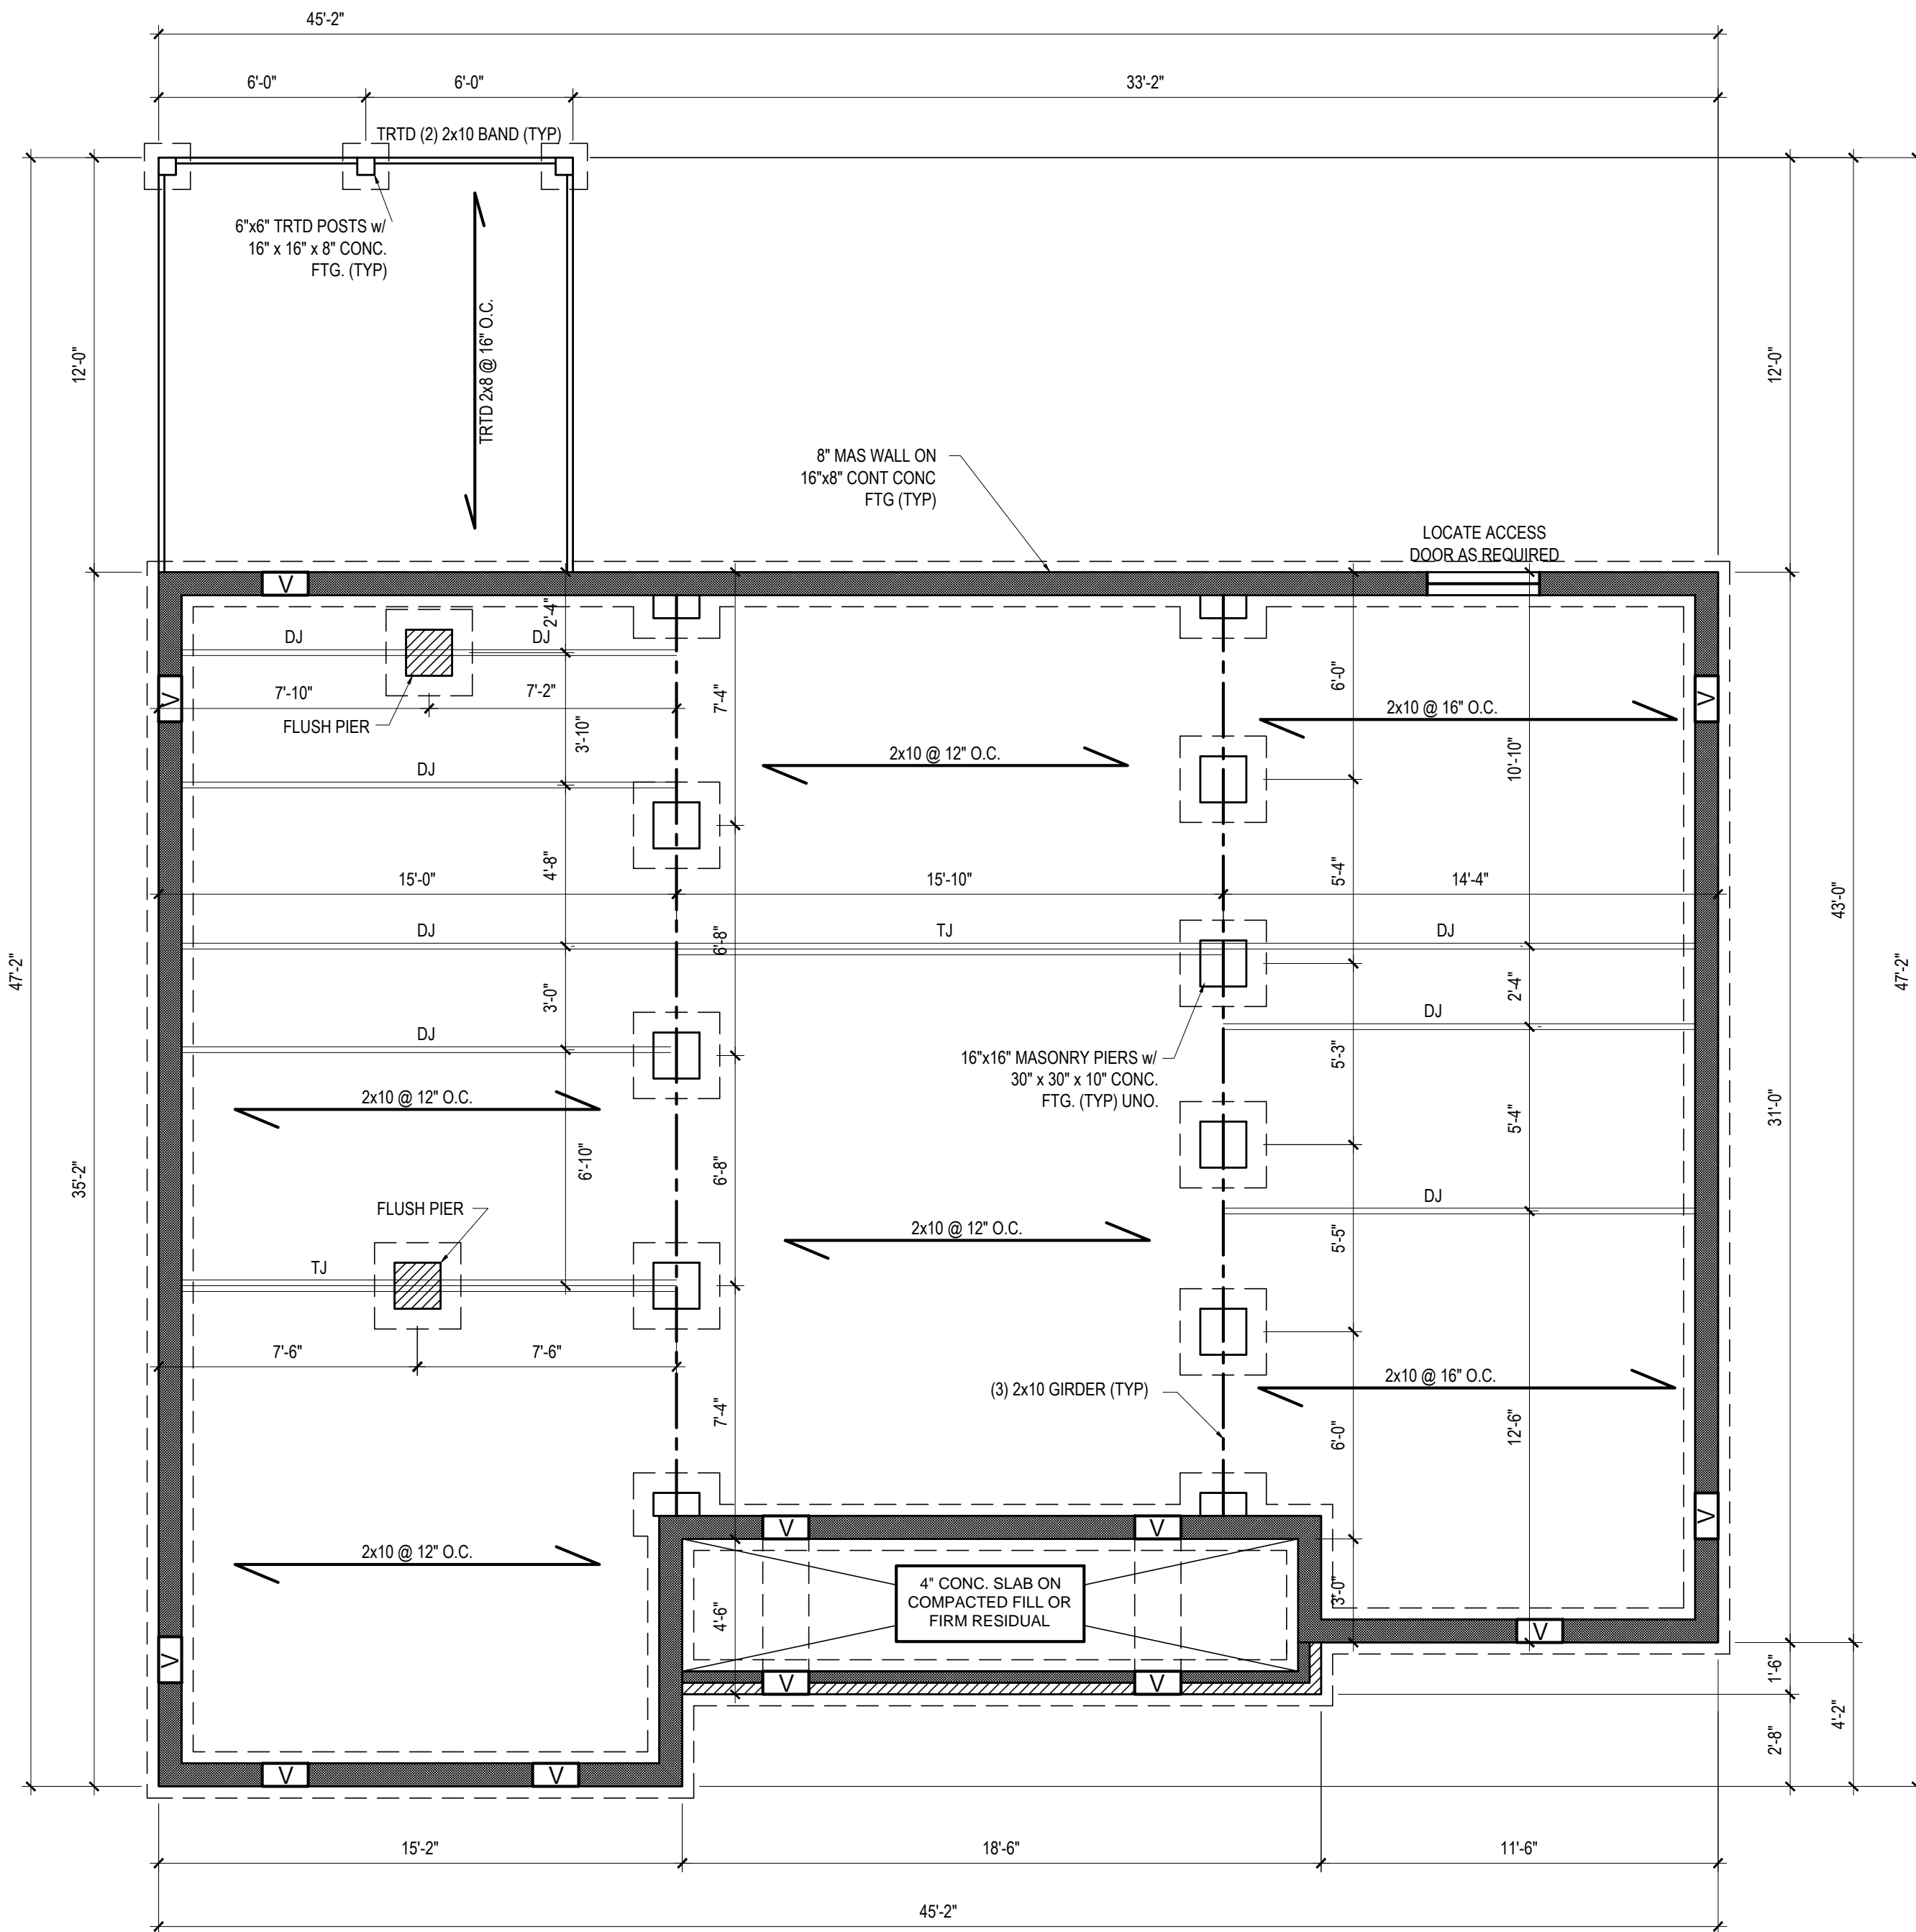 45'-2"
6'-0"
6'-0"
33'-2"
TRTD (2) 2x10 BAND (TYP)
6"x6" TRTD POSTS w/
16" x 16" x 8" CONC.
FTG. (TYP)
TRTD 2x8 @ 16" O.C.
12'-0"
12'-0"
8" MAS WALL ON
16"x8" CONT CONC
FTG (TYP)
LOCATE ACCESS
DOOR AS REQUIRED
V
2'-4"
DJ
DJ
7'-10"
7'-2"
V
FLUSH PIER
3'-10"
7'-4"
6'-0"
2x10 @ 16" O.C.
V
2x10 @ 12" O.C.
10'-10"
DJ
4'-8"
5'-4"
15'-0"
15'-10"
14'-4"
43'-0"
DJ
6'-8"
TJ
DJ
47'-2"
47'-2"
3'-0"
2'-4"
DJ
DJ
16"x16" MASONRY PIERS w/
30" x 30" x 10" CONC.
FTG. (TYP) UNO.
5'-3"
2x10 @ 12" O.C.
5'-4"
31'-0"
6'-10"
6'-8"
35'-2"
DJ
FLUSH PIER
2x10 @ 12" O.C.
5'-5"
TJ
7'-6"
7'-6"
(3) 2x10 GIRDER (TYP)
2x10 @ 16" O.C.
7'-4"
6'-0"
12'-6"
V
V
V
2x10 @ 12" O.C.
4" CONC. SLAB ON
COMPACTED FILL OR
FIRM RESIDUAL
4'-6"
3'-0"
V
V
V
V
1'-6"
4'-2"
2'-8"
V
V
15'-2"
18'-6"
11'-6"
45'-2"